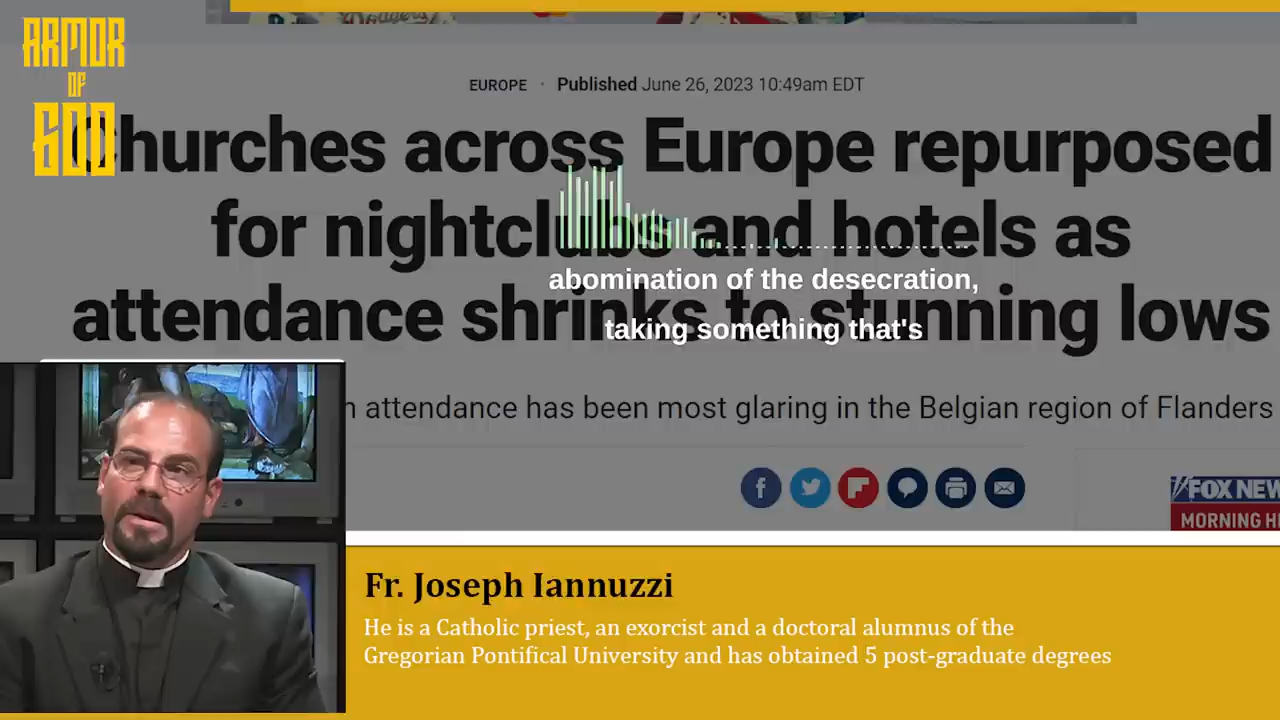 Dodgers
ARMOR
OF
GOD
EUROPE · Published June 26, 2023 10:49am EDT
Churches across Europe repurposed
for nightclubs and hotels as
attendance shrinks to stunning lows
abomination of the desecration,
taking something that's
attendance has been most glaring in the Belgian region of Flanders
FOX NEW
MORNING H
Fr. Joseph Iannuzzi
He is a Catholic priest, an exorcist and a doctoral alumnus of the
Gregorian Pontifical University and has obtained 5 post-graduate degrees